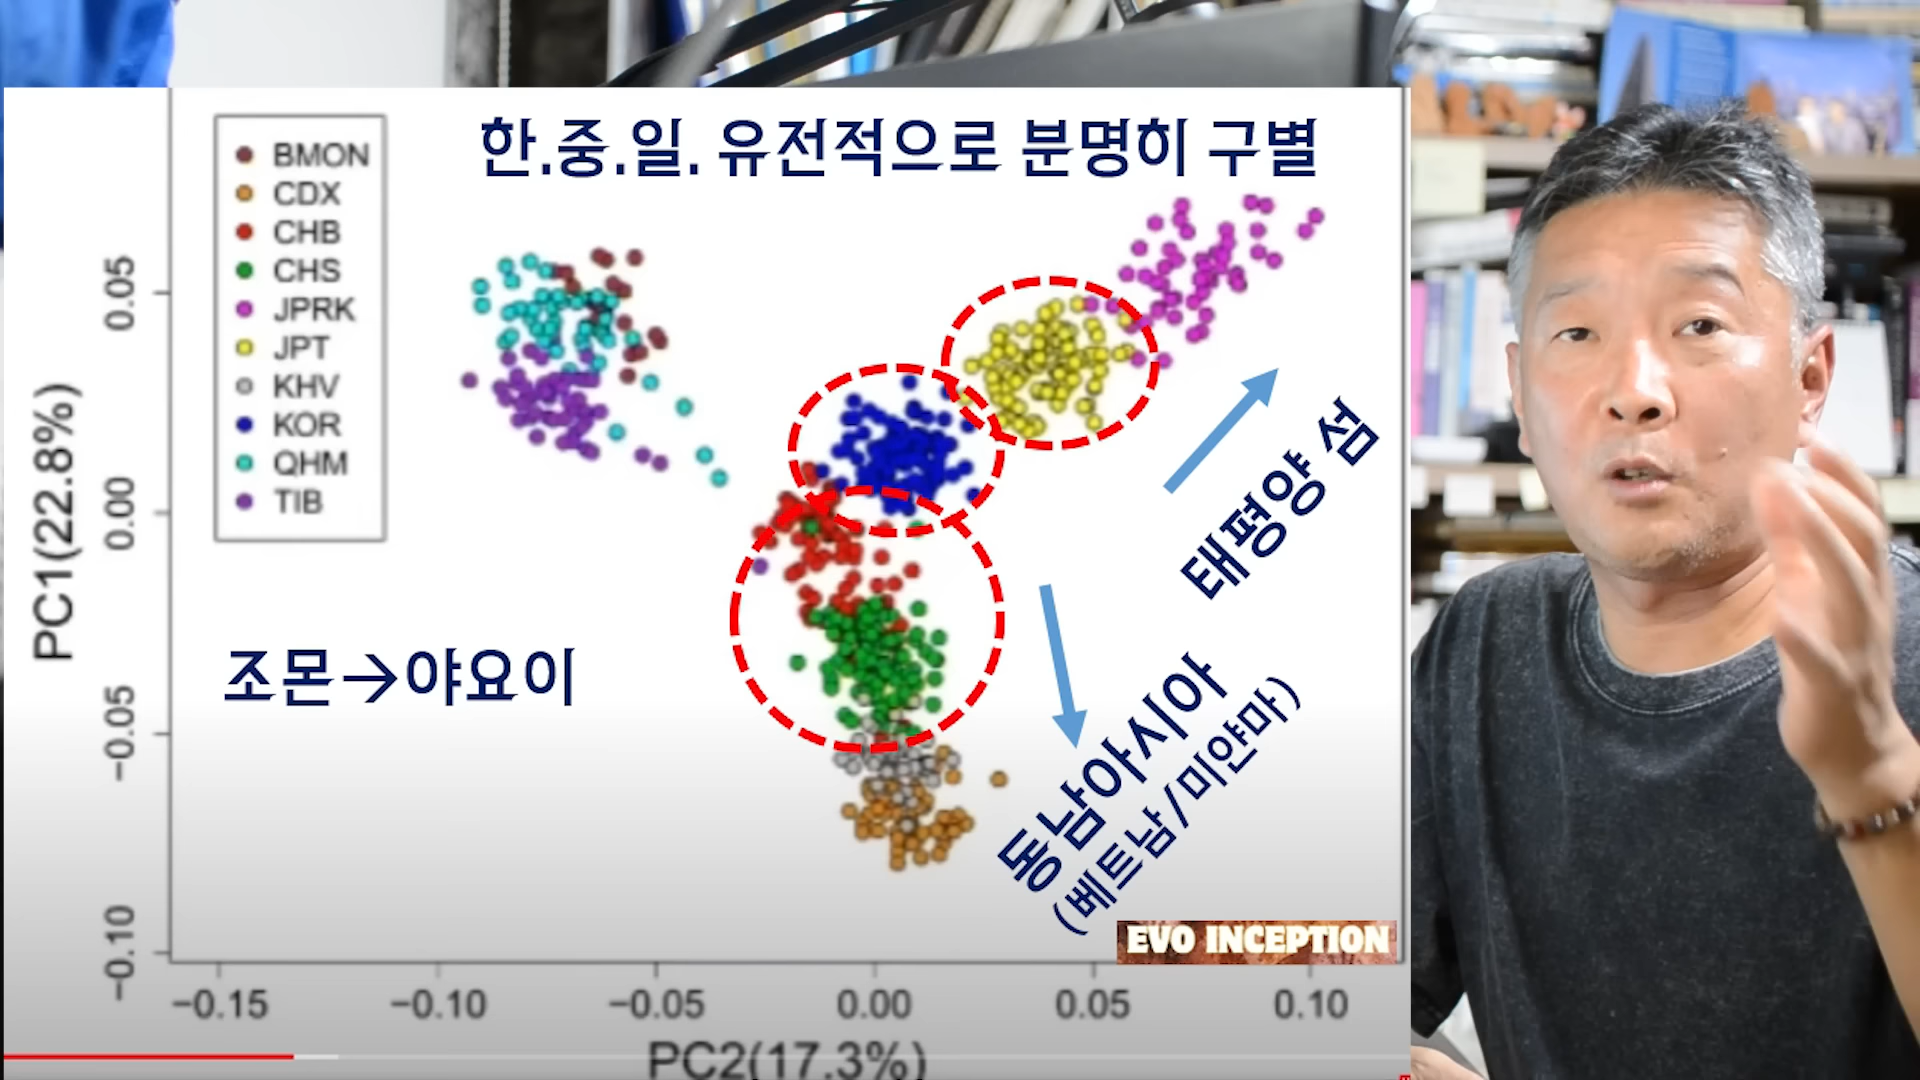 한.중.일. 유전적으로 분명히 구별
BMON
CDX
CHB
CHS
JPRK
JPT
KHV
KOR
QHM
TIB
PC1(22.8%)
0.05
0.00
−0.05
−0.10
조몬→야요이
태평양 섬
동남아시아
(베트남/미얀마)
EVO INCEPTION
−0.15
−0.10
−0.05
0.00
0.05
0.10
PC2(17.3%)